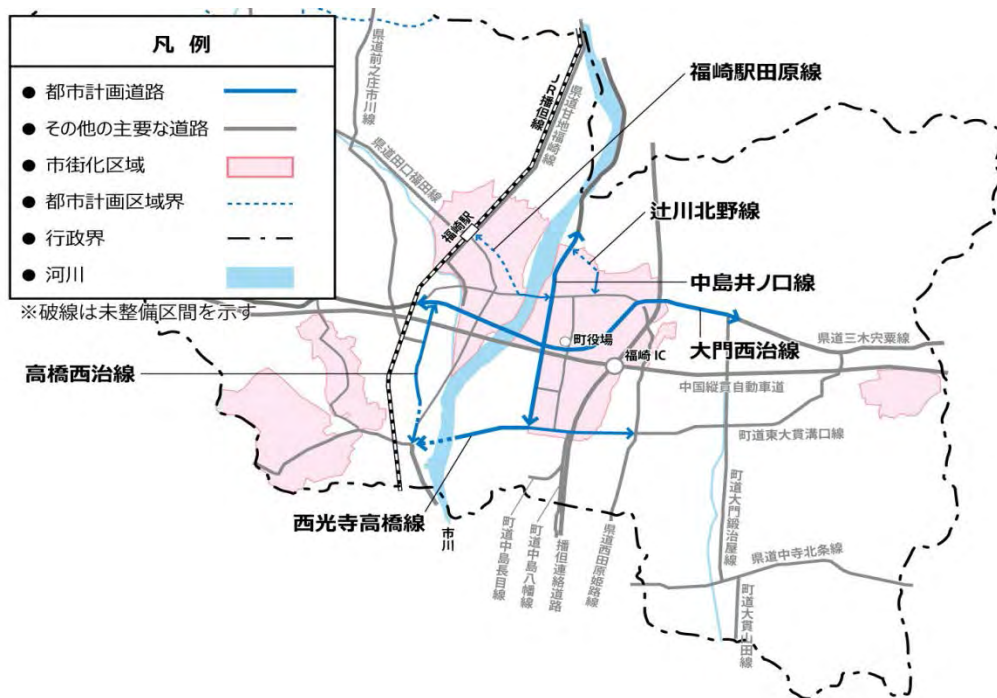 凡 例
● 都市計画道路
● その他の主要な道路
● 市街化区域
● 都市計画区域界
● 行政界
● 河川
※破線は未整備区間を示す
県道前之庄市川線
県道田口福田線
JR播但線
県道甘地福崎線
福崎駅
福崎駅田原線
辻川北野線
中島井ノ口線
町役場
福崎IC
大門西治線
県道三木宍粟線
高橋西治線
中国縦貫自動車道
町道東大貫溝口線
西光寺高橋線
市川
町道中島長目線
町道中島八幡線
播但連絡道路
県道西田原姫路線
町道大門鍛治屋線
県道中寺北条線
町道大貫山田線